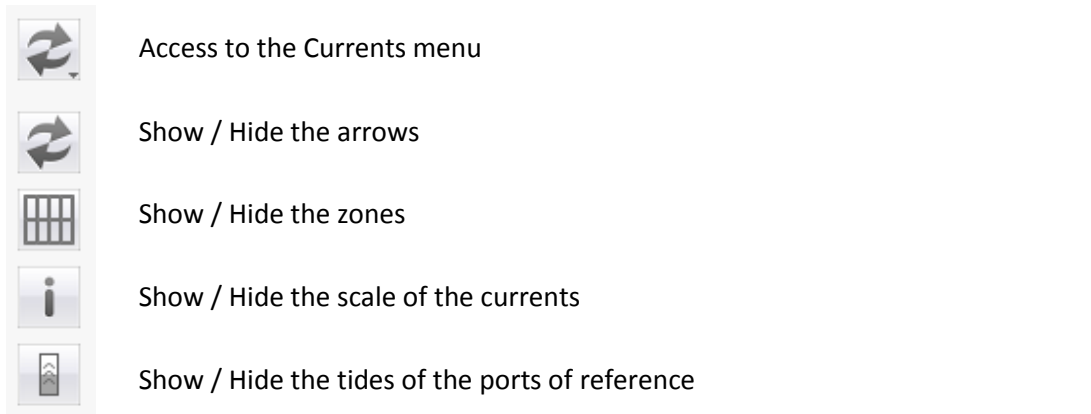 Access to the Currents menu
Show / Hide the arrows
Show / Hide the zones
Show / Hide the scale of the currents
Show / Hide the tides of the ports of reference